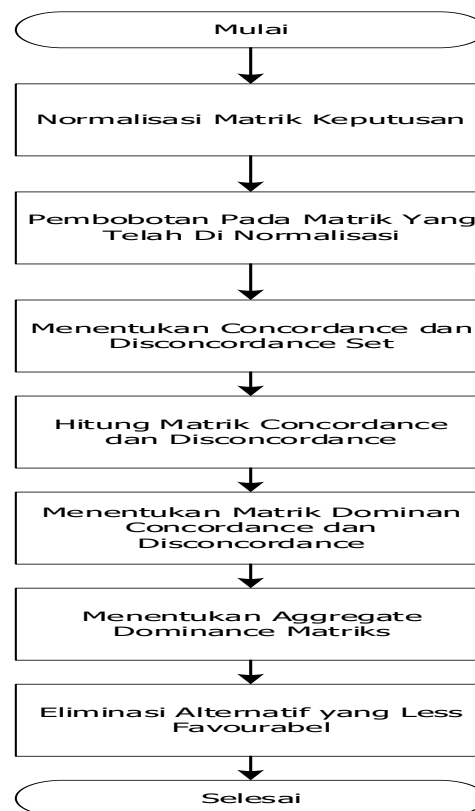 Mulai
Normalisasi Matrik Keputusan
Pembobotan Pada Matrik Yang
Telah Di Normalisasi
Menentukan Concordance dan
Disconcordance Set
Hitung Matrik Concordance
dan Disconcordance
Menentukan Matrik Dominan
Concordance dan
Disconcordance
Menentukan Aggregate
Dominance Matriks
Eliminasi Alternatif yang Less
Favourabel
Selesai